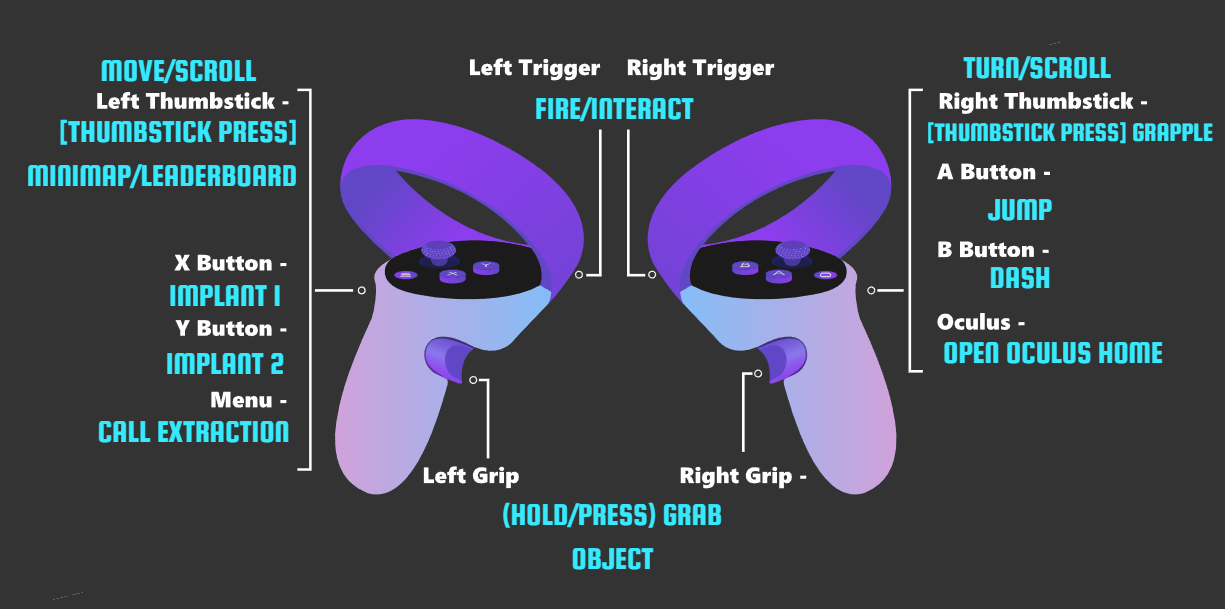 MOVE/SCROLL
Left Thumbstick -
[THUMBSTICK PRESS]
MINIMAP/LEADERBOARD
X Button -
IMPLANT 1
Y Button -
IMPLANT 2
Menu -
CALL EXTRACTION
Left Trigger Right Trigger
FIRE/INTERACT
X
Y
B
A
Left Grip
Right Grip -
(HOLD/PRESS) GRAB
OBJECT
TURN/SCROLL
Right Thumbstick -
[THUMBSTICK PRESS] GRAPPLE
A Button -
JUMP
B Button -
DASH
Oculus -
OPEN OCULUS HOME